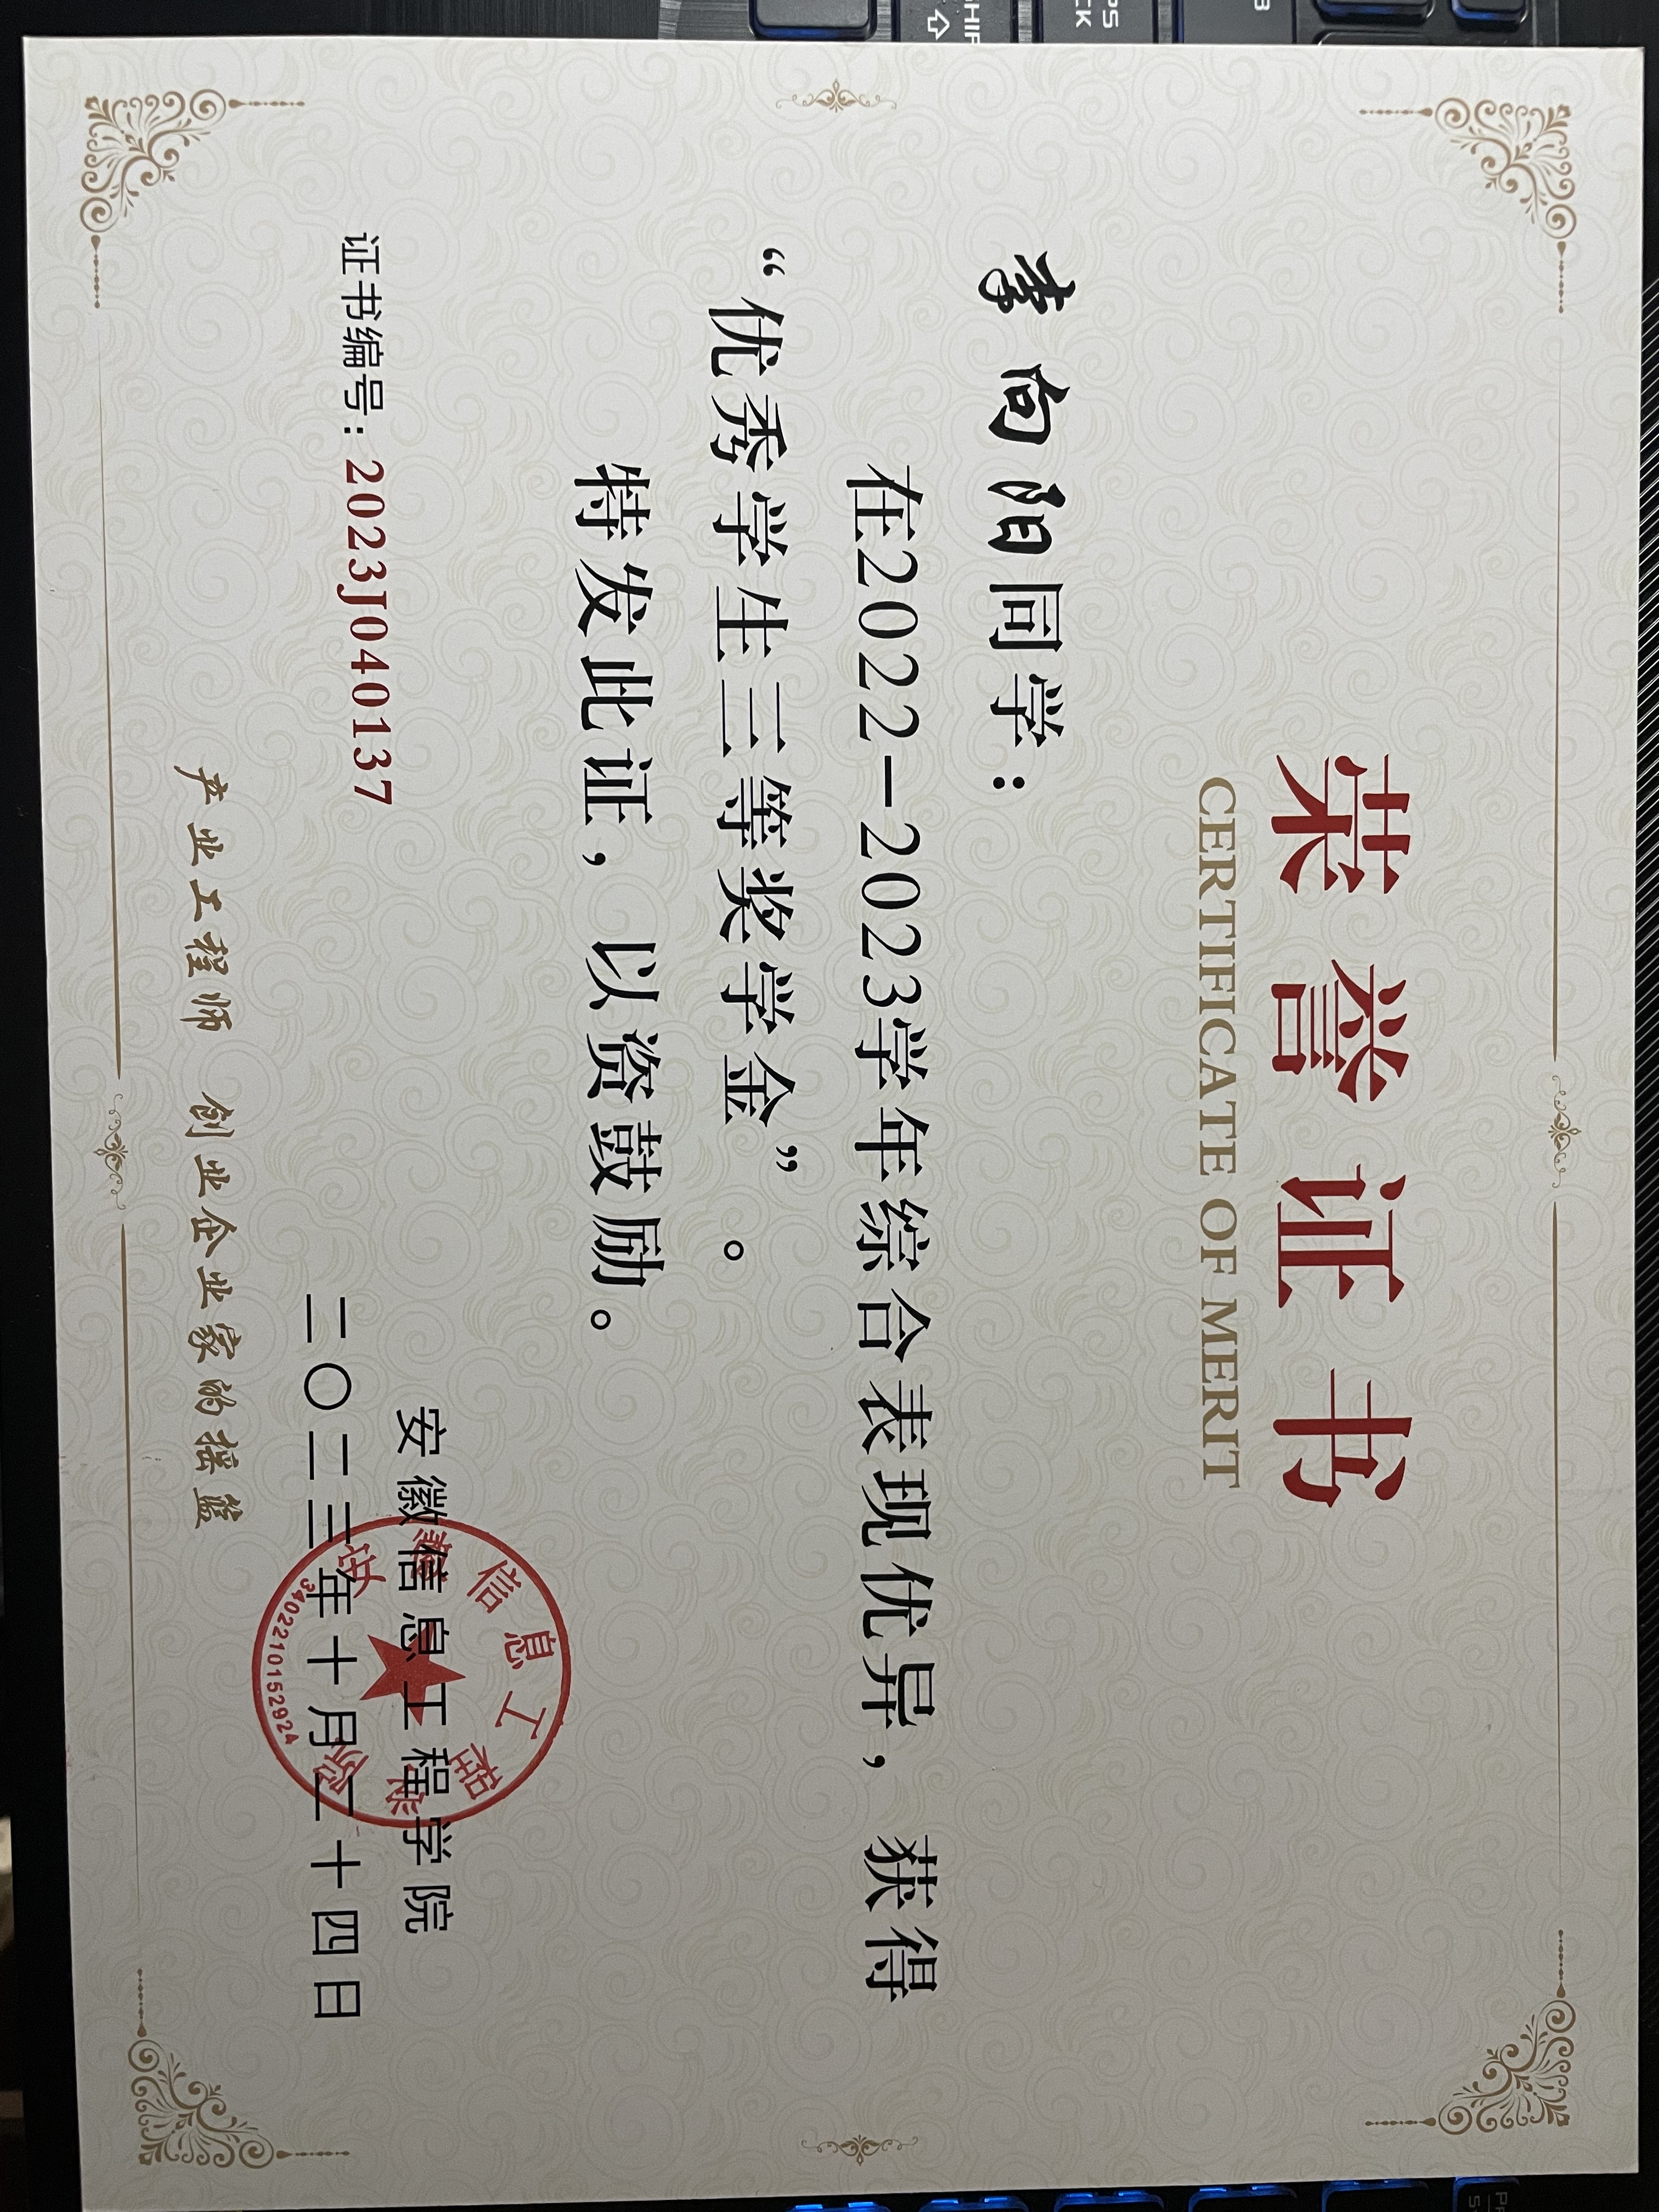 荣誉证书
CERTIFICATE OF MERIT
李向阳同学：
在2022－2023学年综合表现优异，获得
“优秀学生三等奖学金”。
特发此证，以资鼓励。
安徽信息工程学院
安徽信息工程学院
证书编号：2023J040137
二〇二三年十月二十四日
3402210152924
产业工程师 创业企业家的摇篮
PS
CK
SHIF